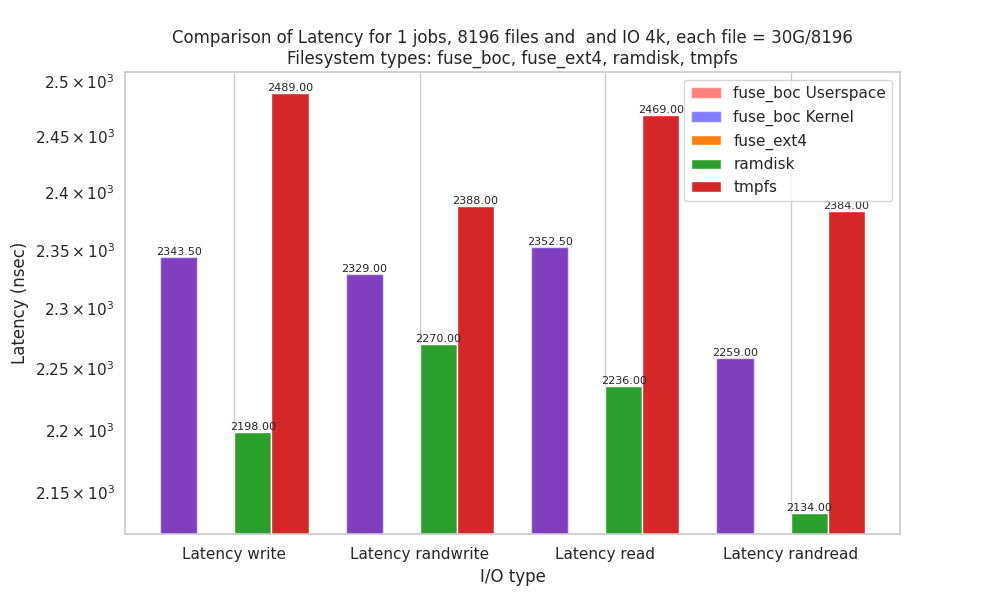 Comparison of Latency for 1 jobs, 8196 files and  and IO 4k, each file = 30G/8196
Filesystem types: fuse_boc, fuse_ext4, ramdisk, tmpfs
Latency (nsec)
2.5 × 10³
2.45 × 10³
2.4 × 10³
2.35 × 10³
2.3 × 10³
2.25 × 10³
2.2 × 10³
2.15 × 10³
fuse_boc Userspace
fuse_boc Kernel
fuse_ext4
ramdisk
tmpfs
2343.50
2198.00
2489.00
2329.00
2270.00
2388.00
2352.50
2236.00
2469.00
2259.00
2134.00
2384.00
Latency write
Latency randwrite
Latency read
Latency randread
I/O type